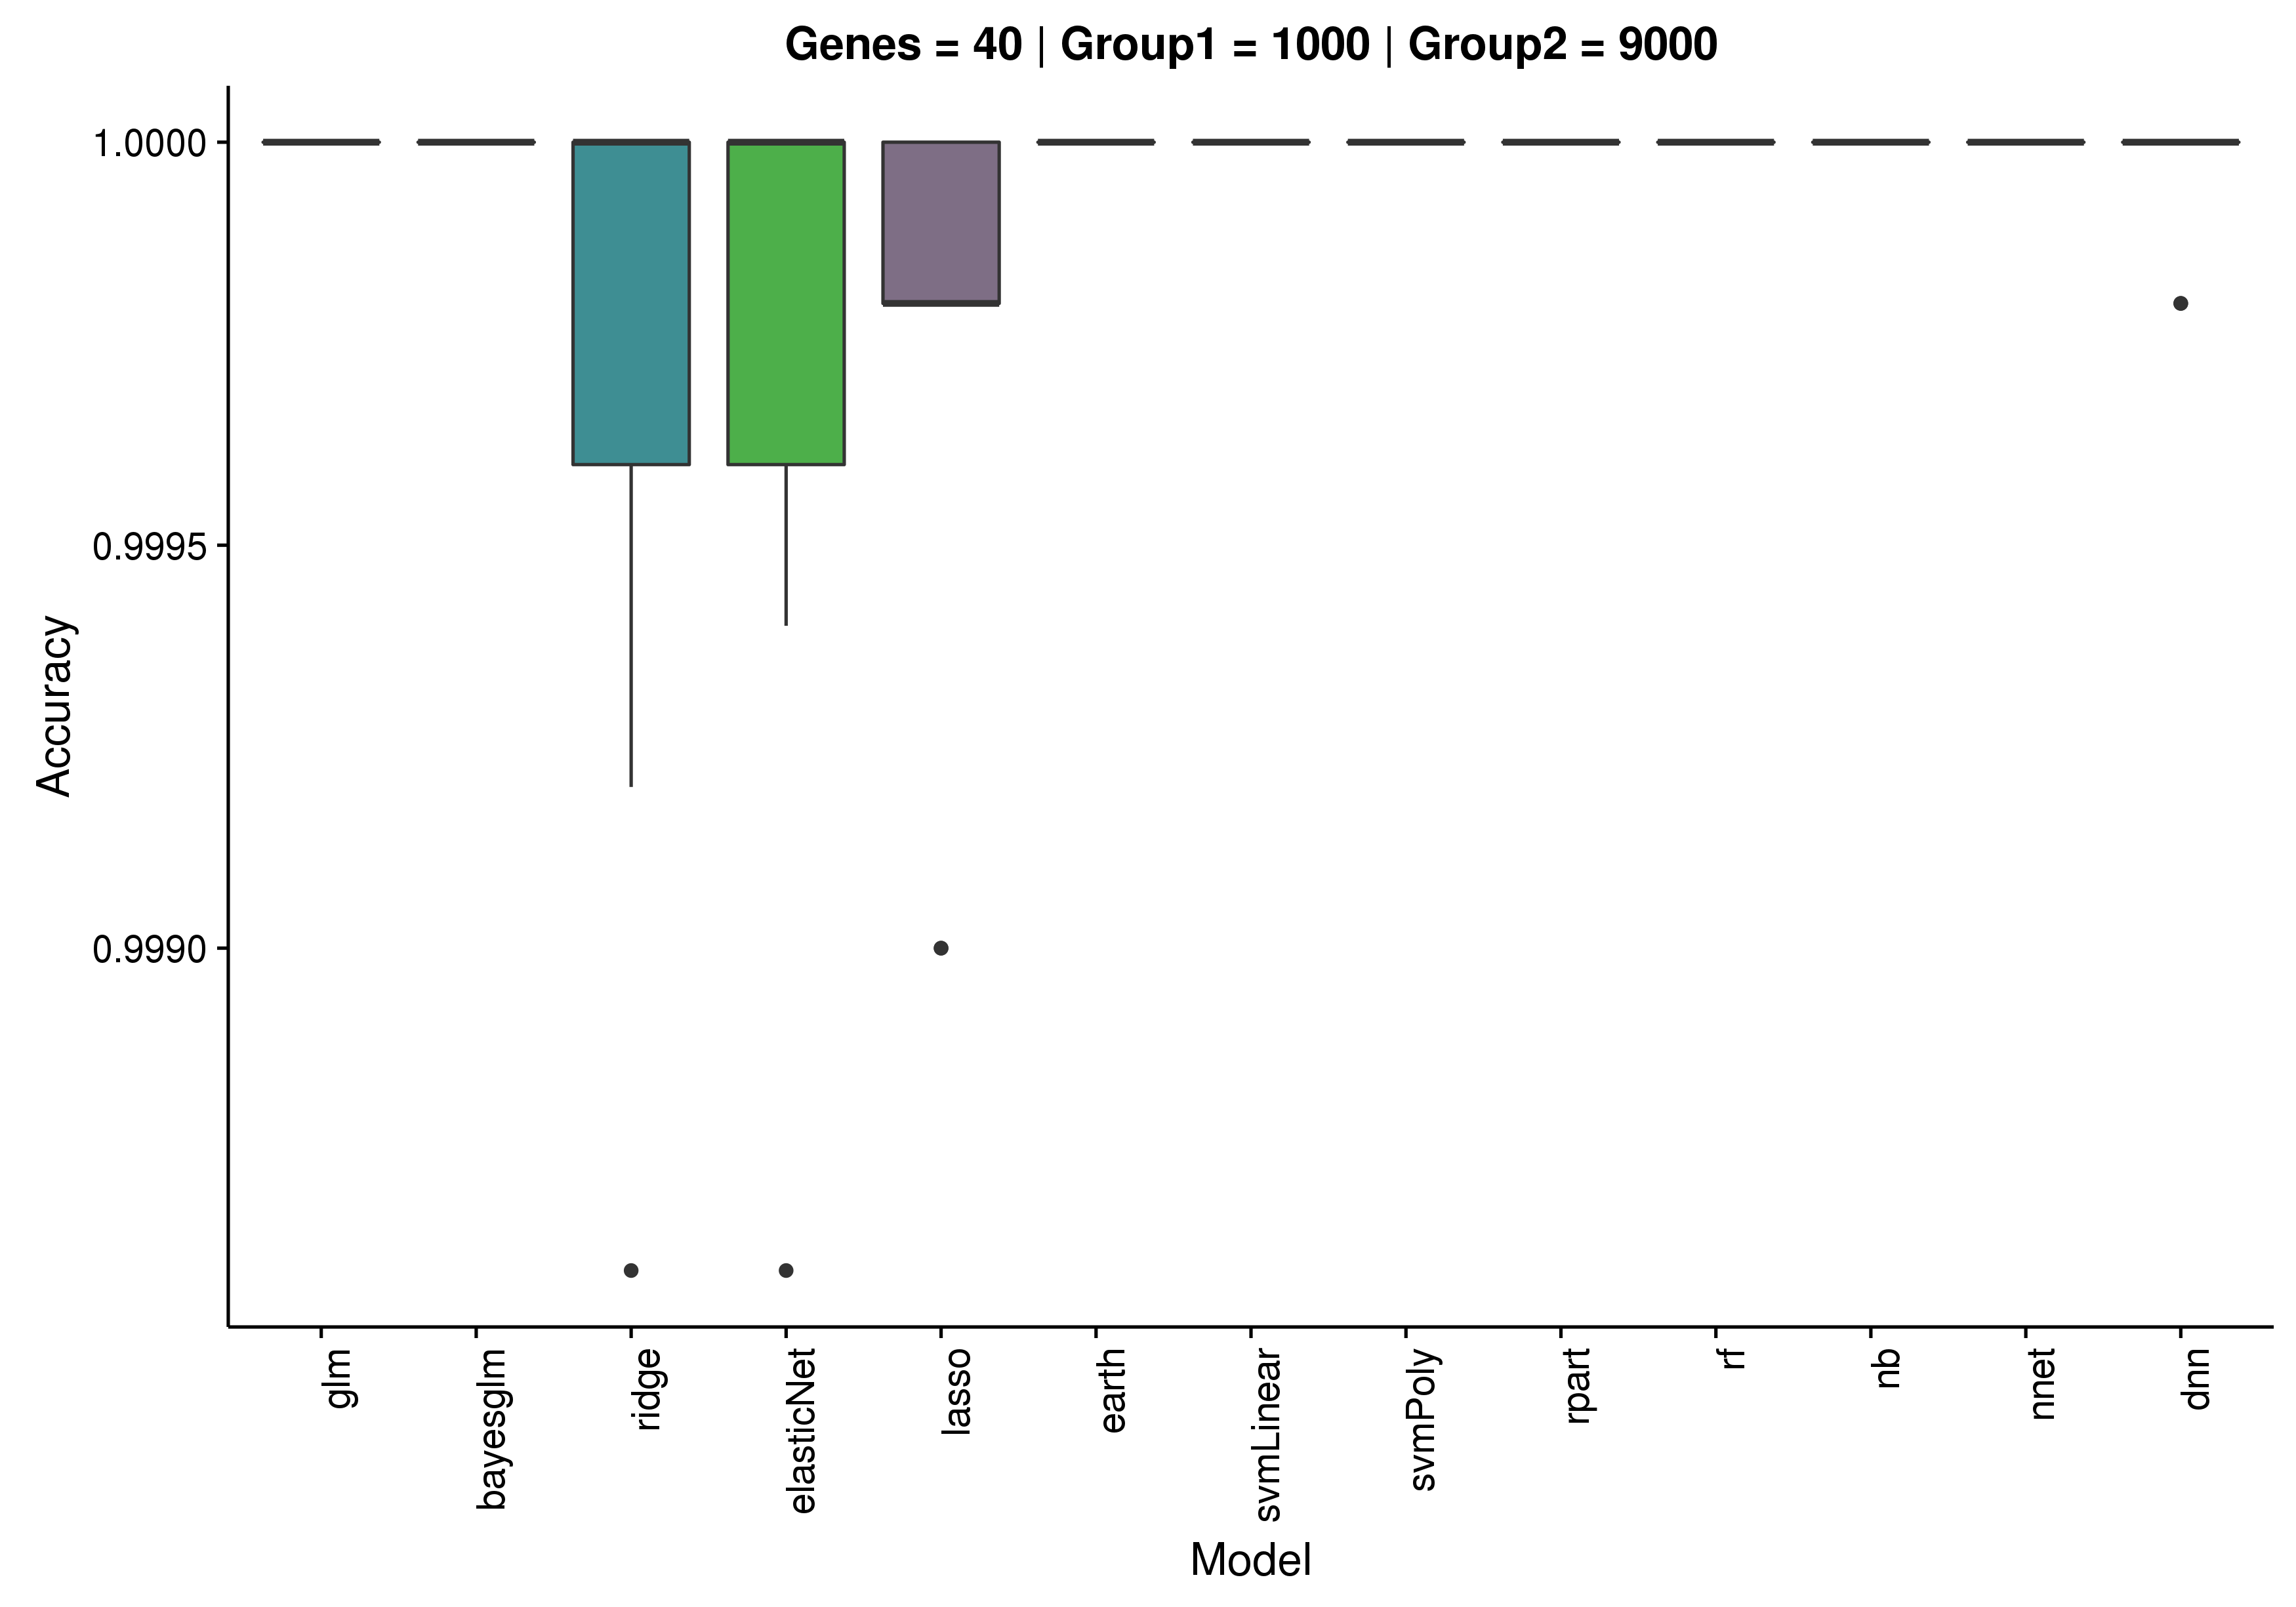 Genes = 40 | Group1 = 1000 | Group2 = 9000
1.0000
0.9995
0.9990
Accuracy
glm
bayesglm
ridge
elasticNet
lasso
earth
svmLinear
svmPoly
rpart
rf
nb
nnet
dnn
Model